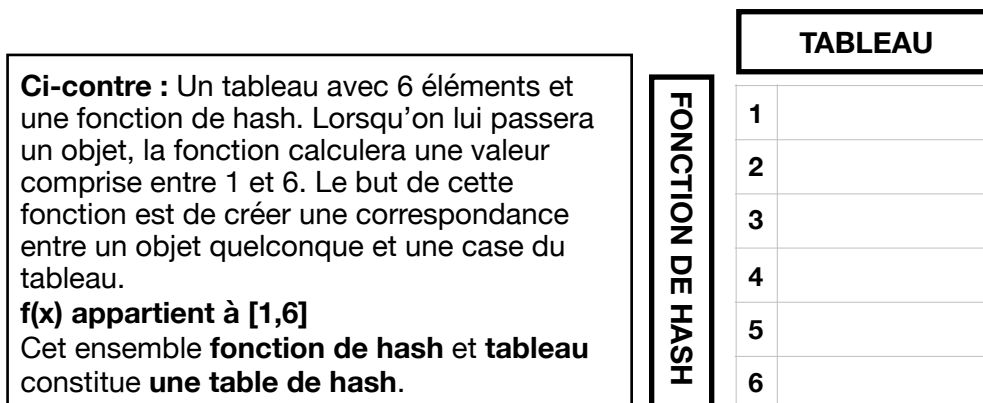 Ci-contre : Un tableau avec 6 éléments et
une fonction de hash. Lorsqu’on lui passera
un objet, la fonction calculera une valeur
comprise entre 1 et 6. Le but de cette
fonction est de créer une correspondance
entre un objet quelconque et une case du
tableau.
f(x) appartient à [1,6]
Cet ensemble fonction de hash et tableau
constitue une table de hash.
FONCTION DE HASH
TABLEAU
1
2
3
4
5
6